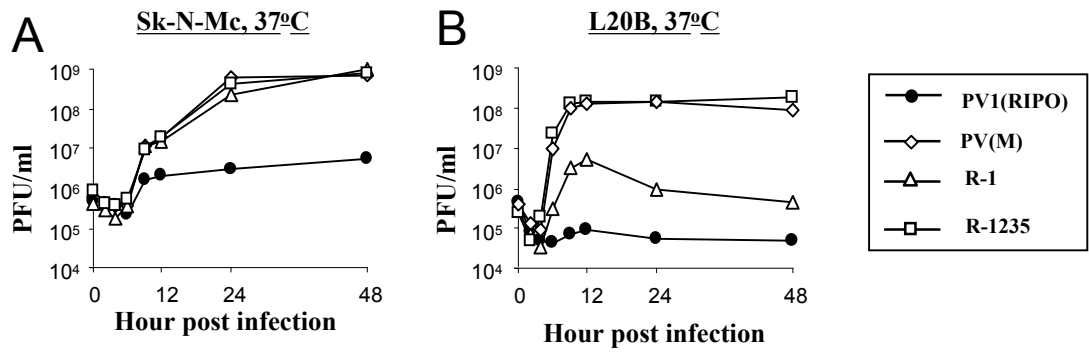 A
Sk-N-Mc, 37ºC
PFU/ml
10⁹
10⁸
10⁷
10⁶
10⁵
10⁴
0
12
24
48
Hour post infection
B
L20B, 37ºC
PFU/ml
10⁹
10⁸
10⁷
10⁶
10⁵
10⁴
0
12
24
48
Hour post infection
PV1(RIPO)
PV(M)
R-1
R-1235